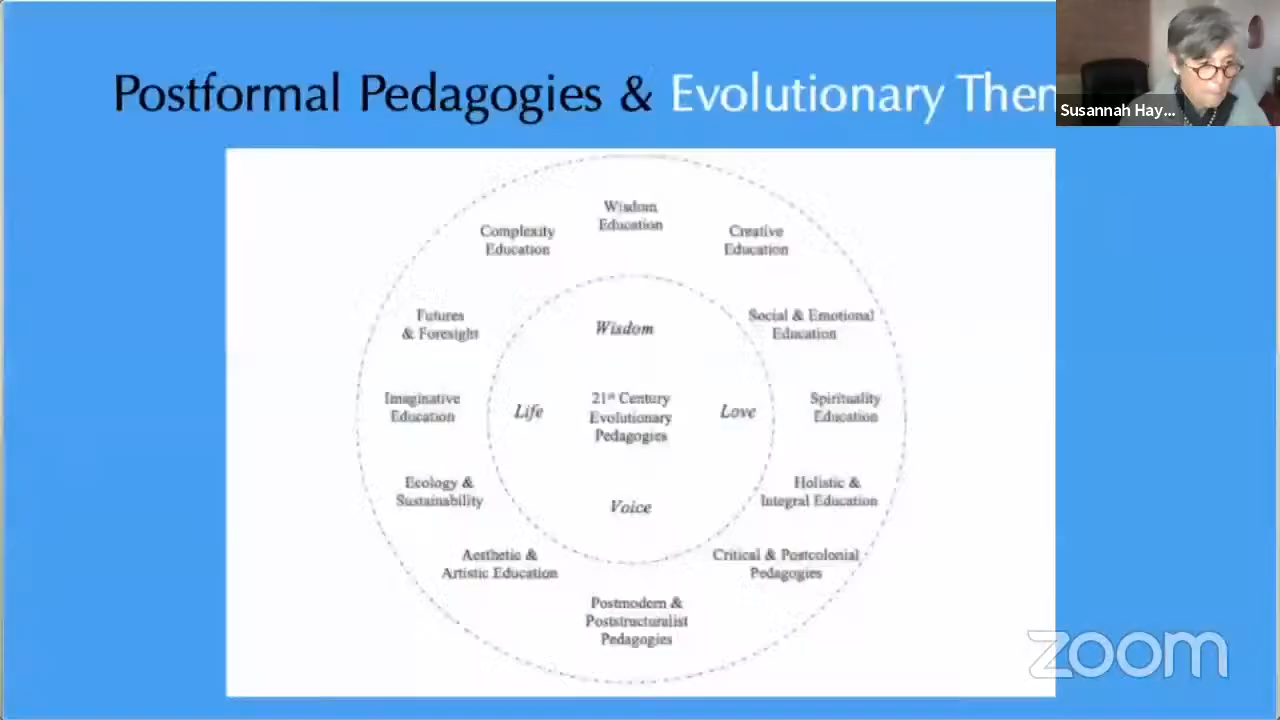 Postformal Pedagogies & Evolutionary Them
Susannah Hay...
Wisdom
Education
Complexity
Education
Creative
Education
Futures
& Foresight
Social & Emotional
Education
Wisdom
Imaginative
Education
Life
21st Century
Evolutionary
Pedagogies
Love
Spirituality
Education
Ecology &
Sustainability
Voice
Holistic &
Integral Education
Aesthetic &
Artistic Education
Critical & Postcolonial
Pedagogies
Postmodern &
Poststructuralist
Pedagogies
zoom